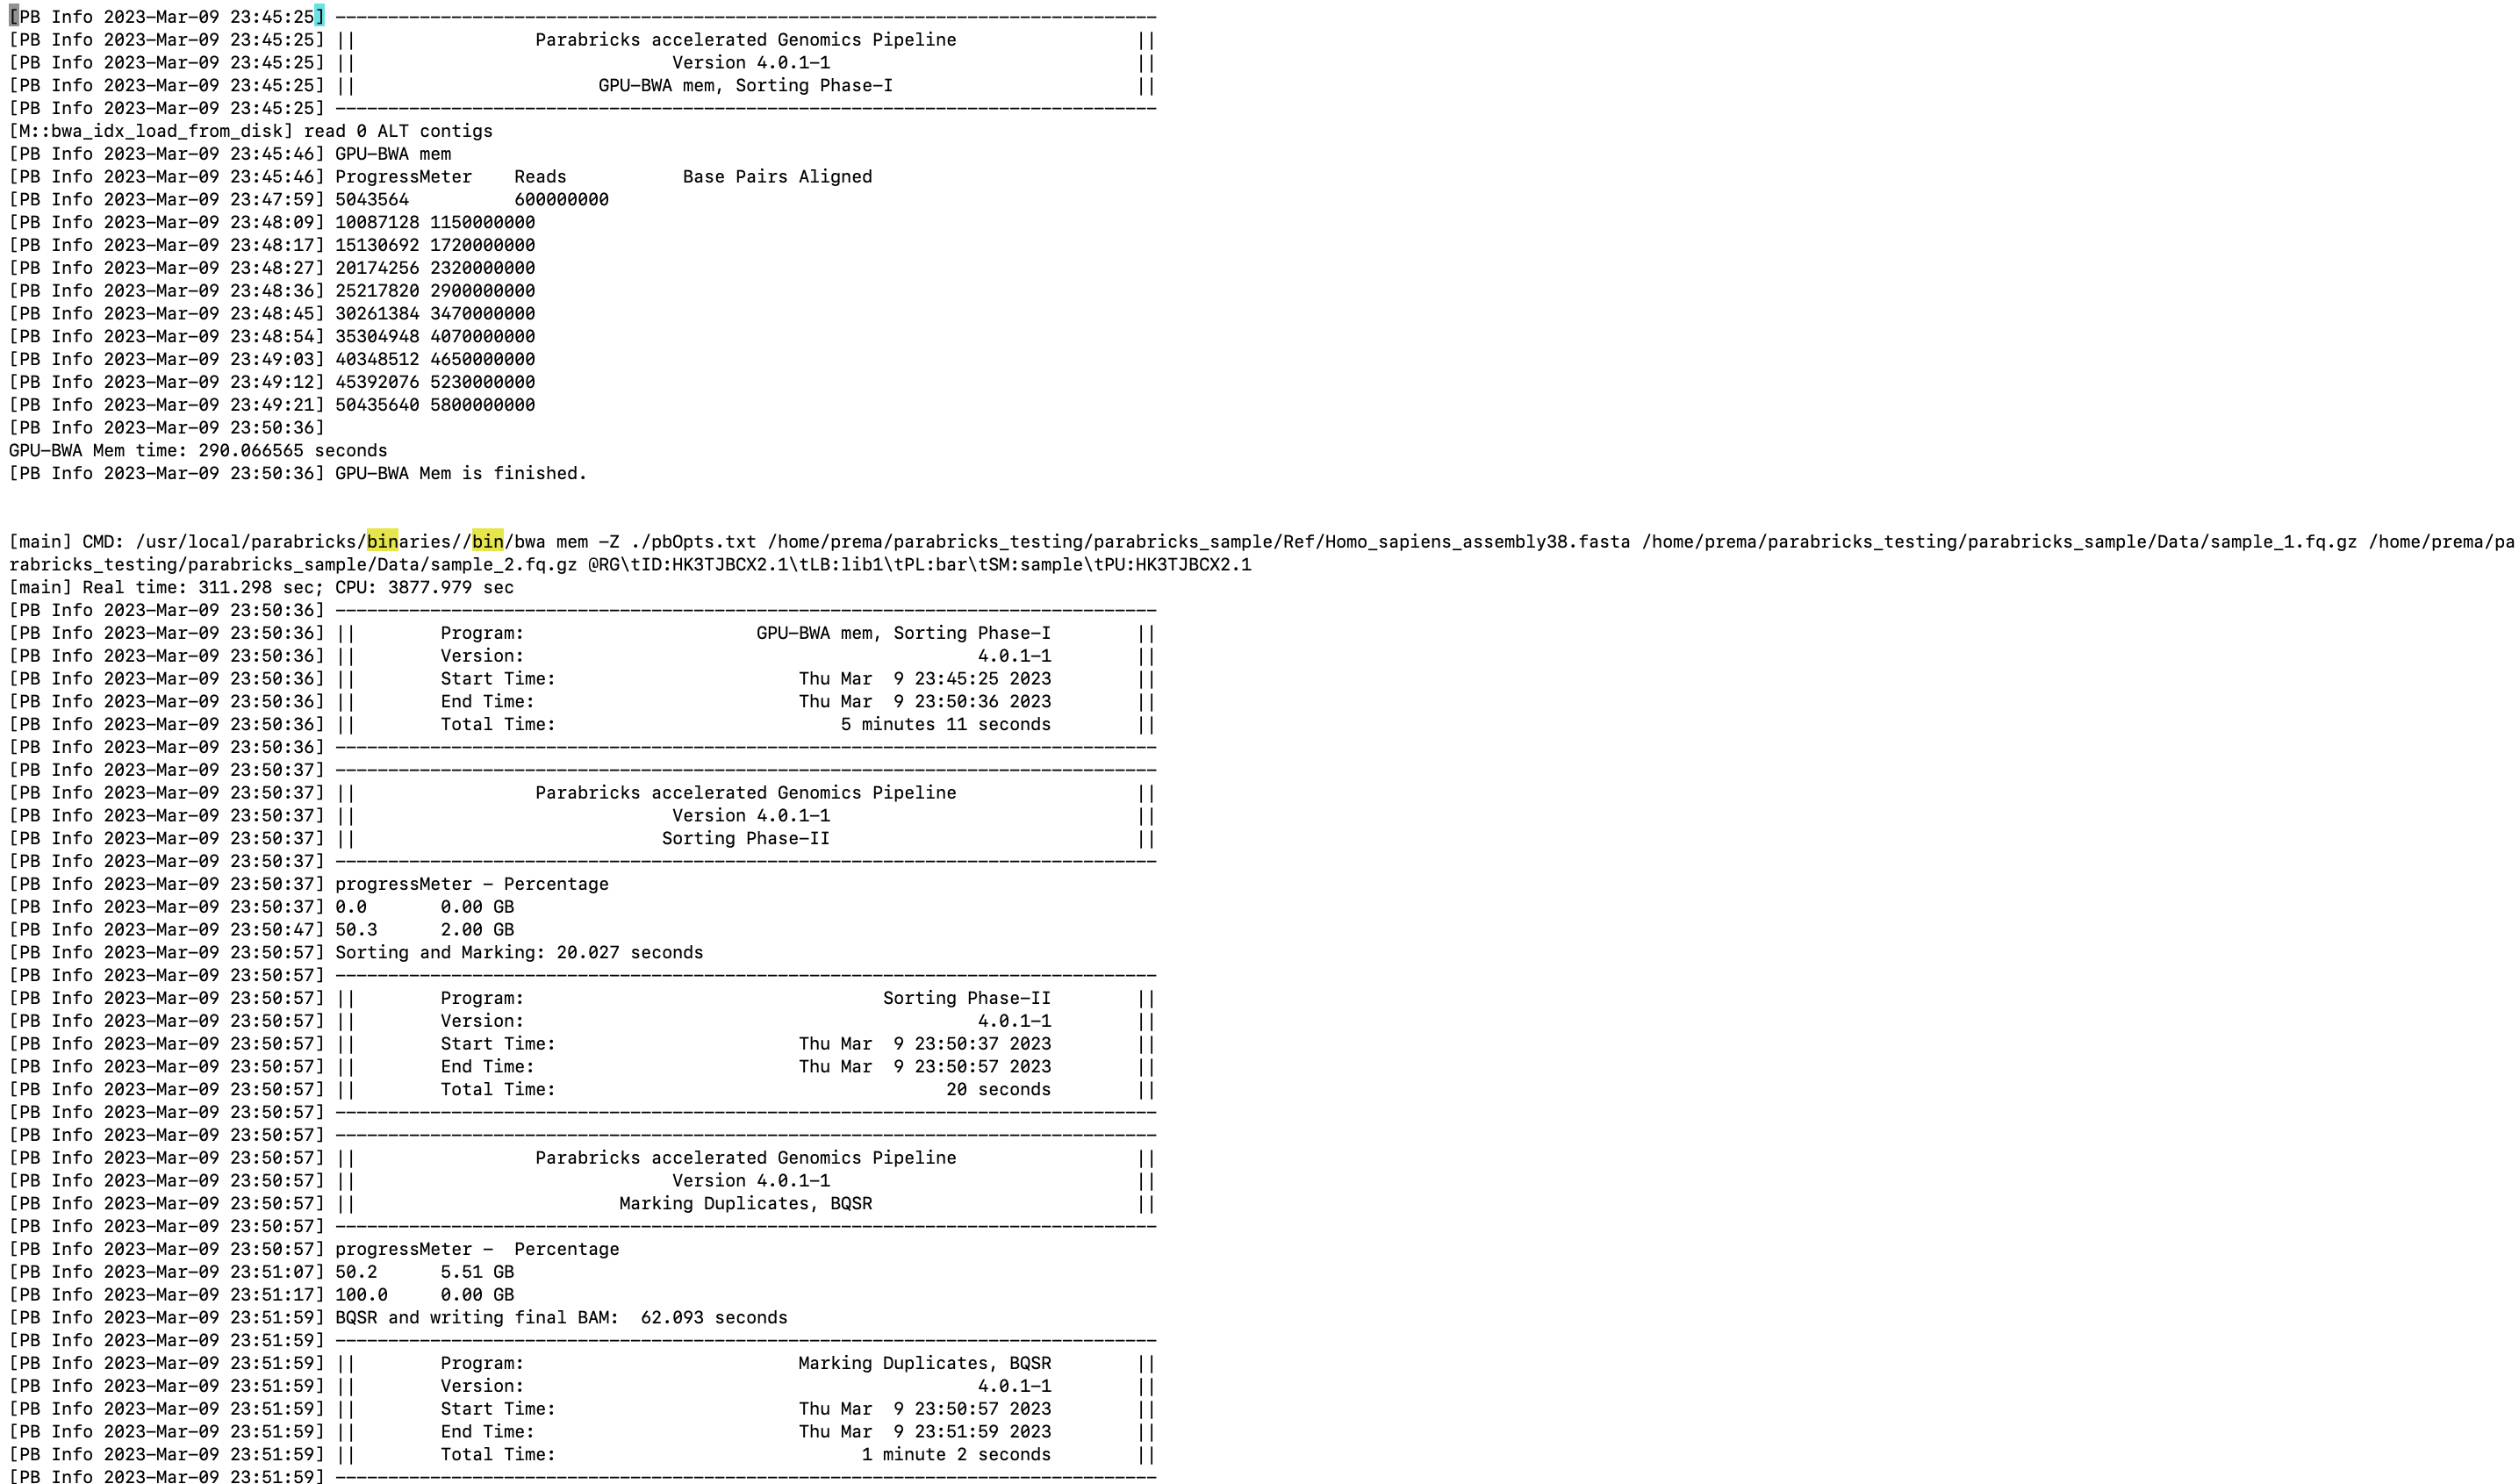 [PB Info 2023-Mar-09 23:45:25] ------------------------------------------------------------------------------
[PB Info 2023-Mar-09 23:45:25] ||                 Parabricks accelerated Genomics Pipeline                 ||
[PB Info 2023-Mar-09 23:45:25] ||                              Version 4.0.1-1                             ||
[PB Info 2023-Mar-09 23:45:25] ||                       GPU-BWA mem, Sorting Phase-I                       ||
[PB Info 2023-Mar-09 23:45:25] ------------------------------------------------------------------------------
[M::bwa_idx_load_from_disk] read 0 ALT contigs
[PB Info 2023-Mar-09 23:45:46] GPU-BWA mem
[PB Info 2023-Mar-09 23:45:46] ProgressMeter    Reads           Base Pairs Aligned
[PB Info 2023-Mar-09 23:47:59] 5043564          600000000
[PB Info 2023-Mar-09 23:48:09] 10087128 1150000000
[PB Info 2023-Mar-09 23:48:17] 15130692 1720000000
[PB Info 2023-Mar-09 23:48:27] 20174256 2320000000
[PB Info 2023-Mar-09 23:48:36] 25217820 2900000000
[PB Info 2023-Mar-09 23:48:45] 30261384 3470000000
[PB Info 2023-Mar-09 23:48:54] 35304948 4070000000
[PB Info 2023-Mar-09 23:49:03] 40348512 4650000000
[PB Info 2023-Mar-09 23:49:12] 45392076 5230000000
[PB Info 2023-Mar-09 23:49:21] 50435640 5800000000
[PB Info 2023-Mar-09 23:50:36]
GPU-BWA Mem time: 290.066565 seconds
[PB Info 2023-Mar-09 23:50:36] GPU-BWA Mem is finished.
[main] CMD: /usr/local/parabricks/binaries//bin/bwa mem -Z ./pbOpts.txt /home/prema/parabricks_testing/parabricks_sample/Ref/Homo_sapiens_assembly38.fasta /home/prema/parabricks_testing/parabricks_sample/Data/sample_1.fq.gz /home/prema/pa
rabricks_testing/parabricks_sample/Data/sample_2.fq.gz @RG\tID:HK3TJBCX2.1\tLB:lib1\tPL:bar\tSM:sample\tPU:HK3TJBCX2.1
[main] Real time: 311.298 sec; CPU: 3877.979 sec
[PB Info 2023-Mar-09 23:50:36] ------------------------------------------------------------------------------
[PB Info 2023-Mar-09 23:50:36] ||        Program:                      GPU-BWA mem, Sorting Phase-I        ||
[PB Info 2023-Mar-09 23:50:36] ||        Version:                                           4.0.1-1        ||
[PB Info 2023-Mar-09 23:50:36] ||        Start Time:                       Thu Mar  9 23:45:25 2023        ||
[PB Info 2023-Mar-09 23:50:36] ||        End Time:                         Thu Mar  9 23:50:36 2023        ||
[PB Info 2023-Mar-09 23:50:36] ||        Total Time:                           5 minutes 11 seconds        ||
[PB Info 2023-Mar-09 23:50:36] ------------------------------------------------------------------------------
[PB Info 2023-Mar-09 23:50:37] ------------------------------------------------------------------------------
[PB Info 2023-Mar-09 23:50:37] ||                 Parabricks accelerated Genomics Pipeline                 ||
[PB Info 2023-Mar-09 23:50:37] ||                              Version 4.0.1-1                             ||
[PB Info 2023-Mar-09 23:50:37] ||                             Sorting Phase-II                             ||
[PB Info 2023-Mar-09 23:50:37] ------------------------------------------------------------------------------
[PB Info 2023-Mar-09 23:50:37] progressMeter - Percentage
[PB Info 2023-Mar-09 23:50:37] 0.0       0.00 GB
[PB Info 2023-Mar-09 23:50:47] 50.3      2.00 GB
[PB Info 2023-Mar-09 23:50:57] Sorting and Marking: 20.027 seconds
[PB Info 2023-Mar-09 23:50:57] ------------------------------------------------------------------------------
[PB Info 2023-Mar-09 23:50:57] ||        Program:                                  Sorting Phase-II        ||
[PB Info 2023-Mar-09 23:50:57] ||        Version:                                           4.0.1-1        ||
[PB Info 2023-Mar-09 23:50:57] ||        Start Time:                       Thu Mar  9 23:50:37 2023        ||
[PB Info 2023-Mar-09 23:50:57] ||        End Time:                         Thu Mar  9 23:50:57 2023        ||
[PB Info 2023-Mar-09 23:50:57] ||        Total Time:                                     20 seconds        ||
[PB Info 2023-Mar-09 23:50:57] ------------------------------------------------------------------------------
[PB Info 2023-Mar-09 23:50:57] ------------------------------------------------------------------------------
[PB Info 2023-Mar-09 23:50:57] ||                 Parabricks accelerated Genomics Pipeline                 ||
[PB Info 2023-Mar-09 23:50:57] ||                              Version 4.0.1-1                             ||
[PB Info 2023-Mar-09 23:50:57] ||                         Marking Duplicates, BQSR                         ||
[PB Info 2023-Mar-09 23:50:57] ------------------------------------------------------------------------------
[PB Info 2023-Mar-09 23:50:57] progressMeter -  Percentage
[PB Info 2023-Mar-09 23:51:07] 50.2      5.51 GB
[PB Info 2023-Mar-09 23:51:17] 100.0     0.00 GB
[PB Info 2023-Mar-09 23:51:59] BQSR and writing final BAM:  62.093 seconds
[PB Info 2023-Mar-09 23:51:59] ------------------------------------------------------------------------------
[PB Info 2023-Mar-09 23:51:59] ||        Program:                          Marking Duplicates, BQSR        ||
[PB Info 2023-Mar-09 23:51:59] ||        Version:                                           4.0.1-1        ||
[PB Info 2023-Mar-09 23:51:59] ||        Start Time:                       Thu Mar  9 23:50:57 2023        ||
[PB Info 2023-Mar-09 23:51:59] ||        End Time:                         Thu Mar  9 23:51:59 2023        ||
[PB Info 2023-Mar-09 23:51:59] ||        Total Time:                             1 minute 2 seconds        ||
[PB Info 2023-Mar-09 23:51:59] ------------------------------------------------------------------------------